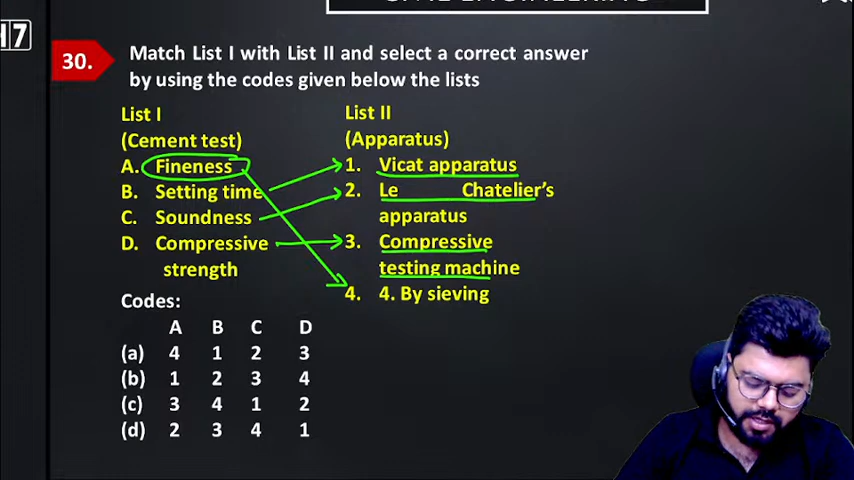 CIVIL ENGINEERING
30.
Match List I with List II and select a correct answer
by using the codes given below the lists
List I List II
(Cement test) (Apparatus)
A. Fineness 1. Vicat apparatus
B. Setting time 2. Le Chatelier's
C. Soundness apparatus
D. Compressive 3. Compressive
strength testing machine
4. 4. By sieving
Codes:
A B C D
(a) 4 1 2 3
(b) 1 2 3 4
(c) 3 4 1 2
(d) 2 3 4 1